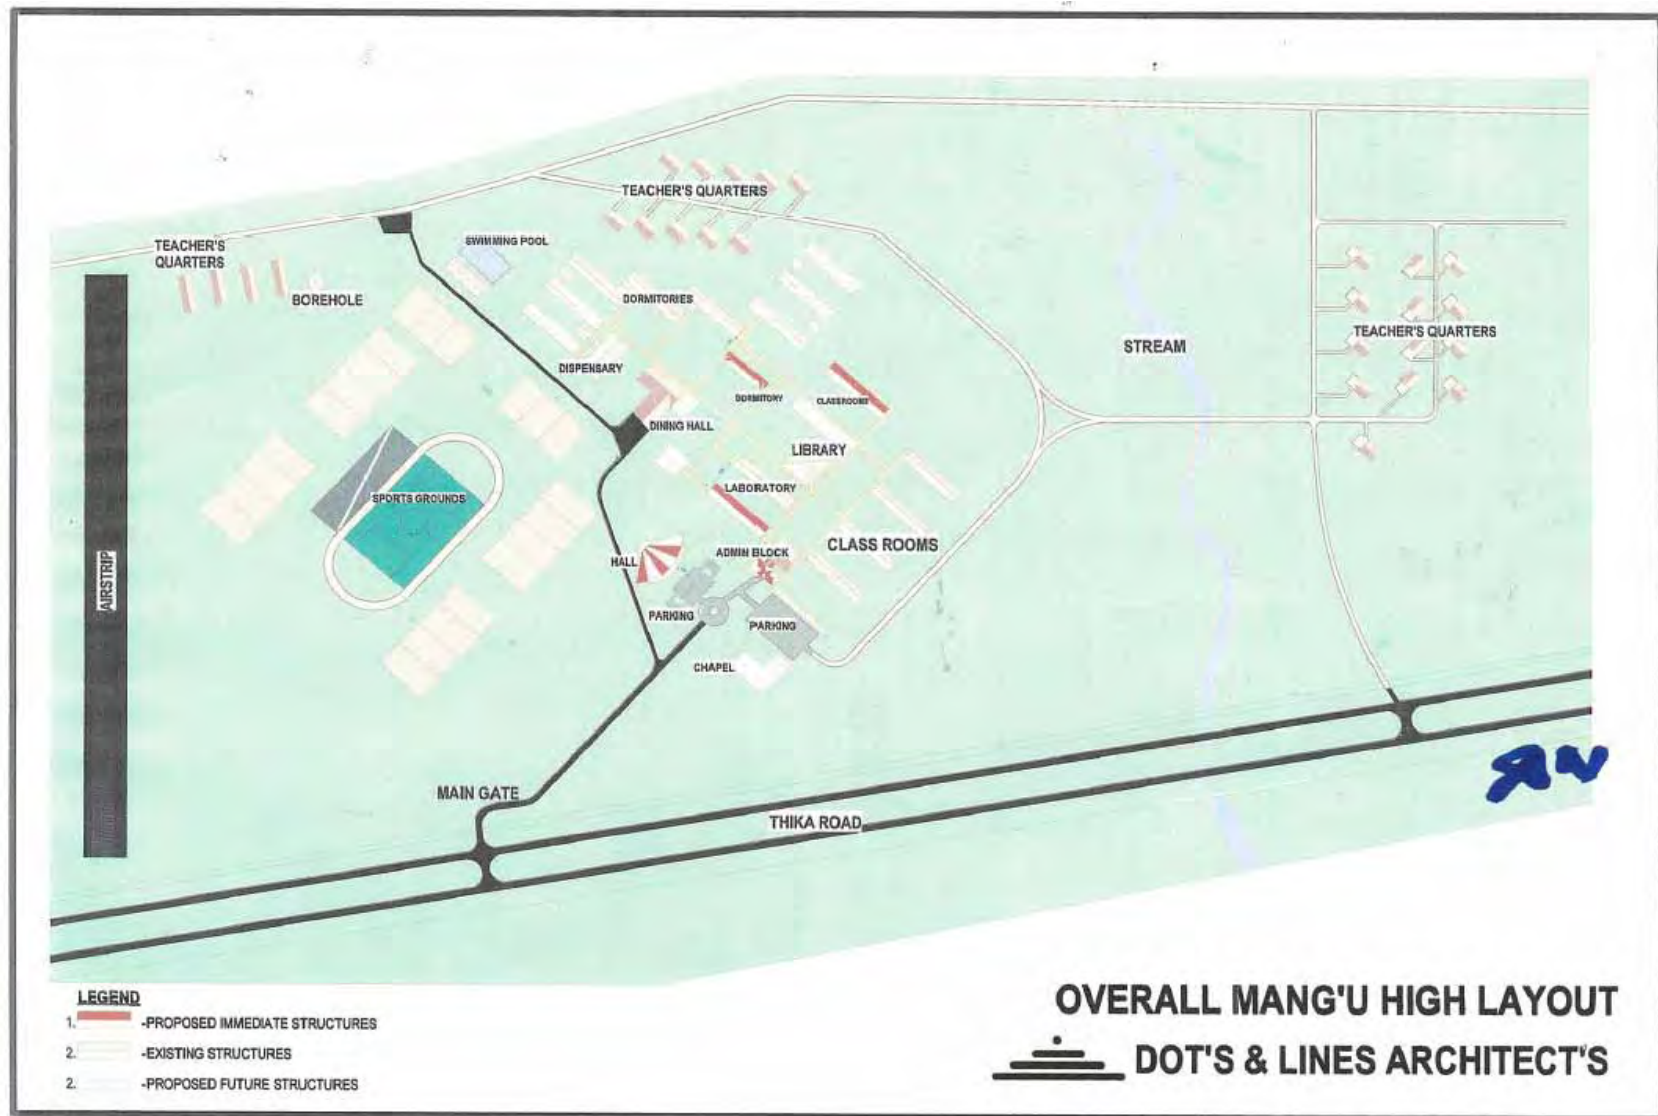 TEACHER'S QUARTERS
TEACHER'S
QUARTERS
SWIMMING POOL
BOREHOLE
DORMITORIES
STREAM
TEACHER'S QUARTERS
DISPENSARY
DORMITORY
CLASSROOMS
DINING HALL
LIBRARY
LABORATORY
SPORTS GROUNDS
CLASS ROOMS
ADMIN BLOCK
HALL
AIRSTRIP
PARKING
PARKING
CHAPEL
MAIN GATE
THIKA ROAD
LEGEND
1. -PROPOSED IMMEDIATE STRUCTURES
2. -EXISTING STRUCTURES
2. -PROPOSED FUTURE STRUCTURES
OVERALL MANG'U HIGH LAYOUT
DOT'S & LINES ARCHITECT'S